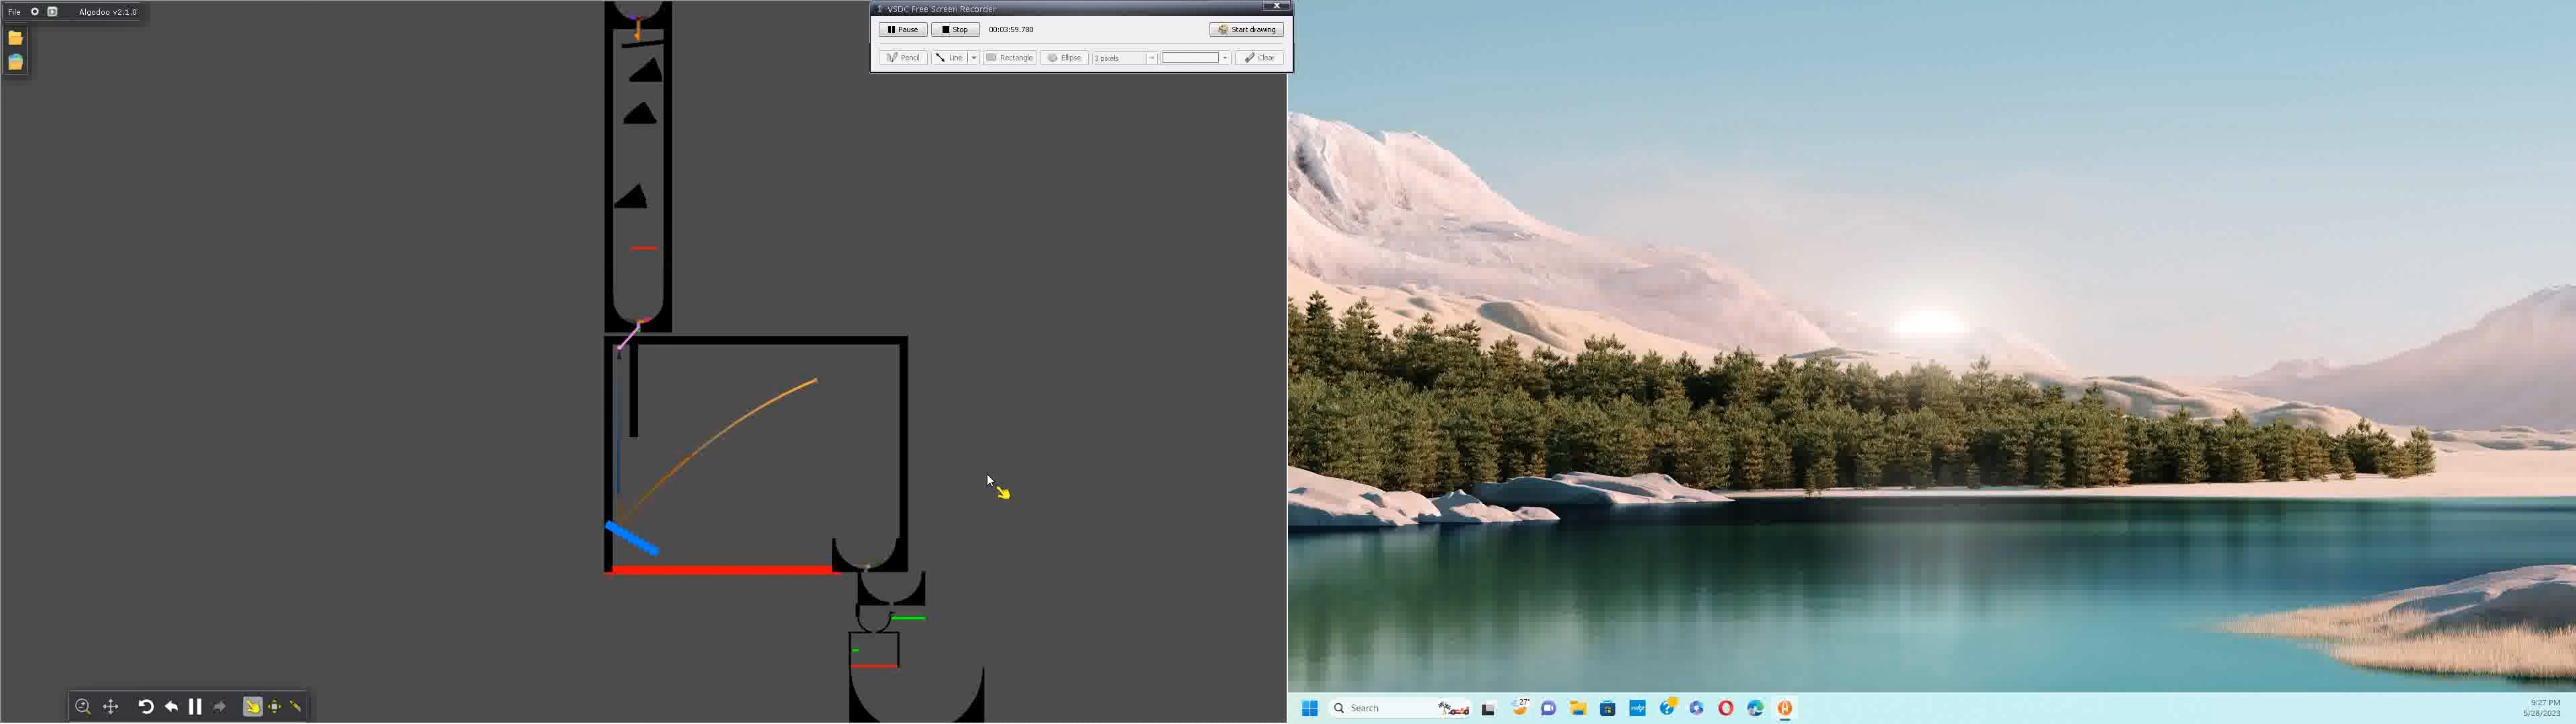 File
Algodoo v2.1.0
VSDC Free Screen Recorder
Pause
Stop
00:03:59.780
Start drawing
Pencil
Line
Rectangle
Ellipse
3 pixels
Clear
Search
27°
9:27 PM
5/28/2023